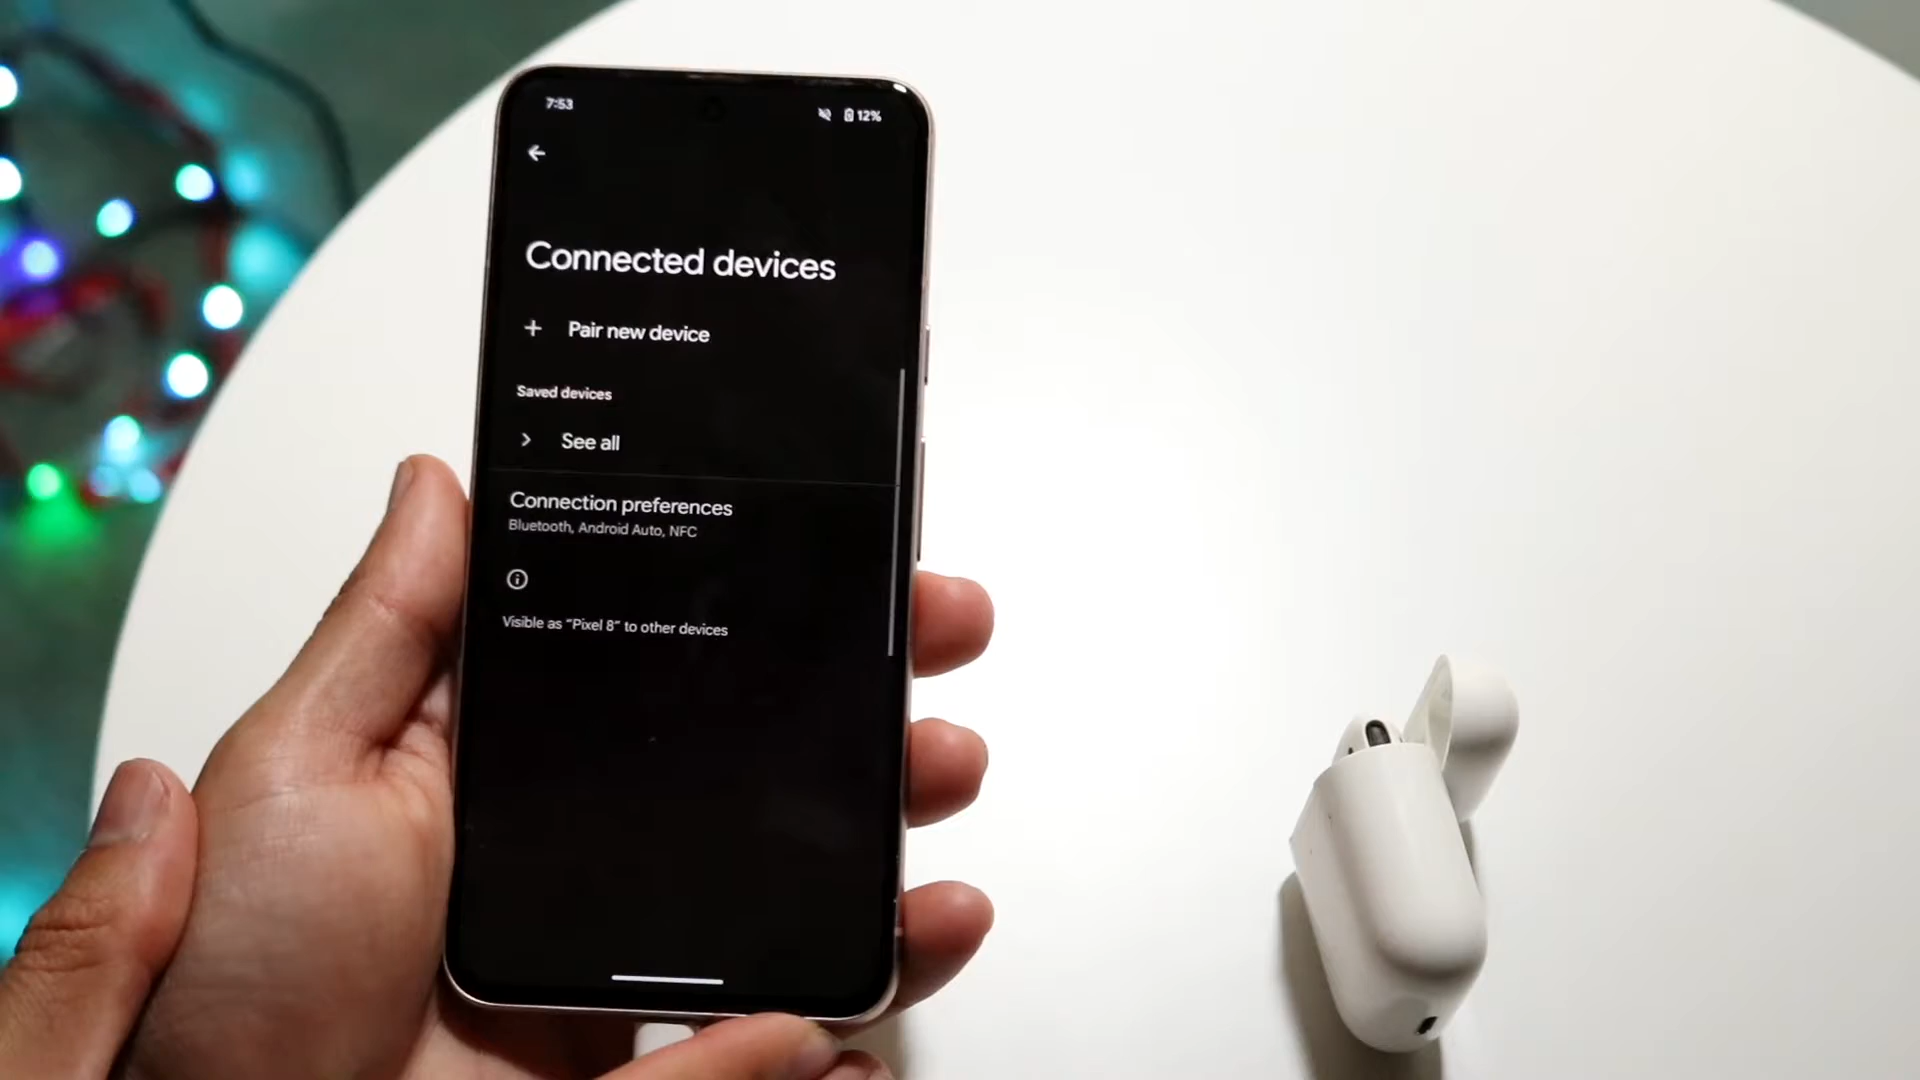 7:53
12%
Connected devices
Pair new device
Saved devices
See all
Connection preferences
Bluetooth, Android Auto, NFC
Visible as “Pixel 8” to other devices